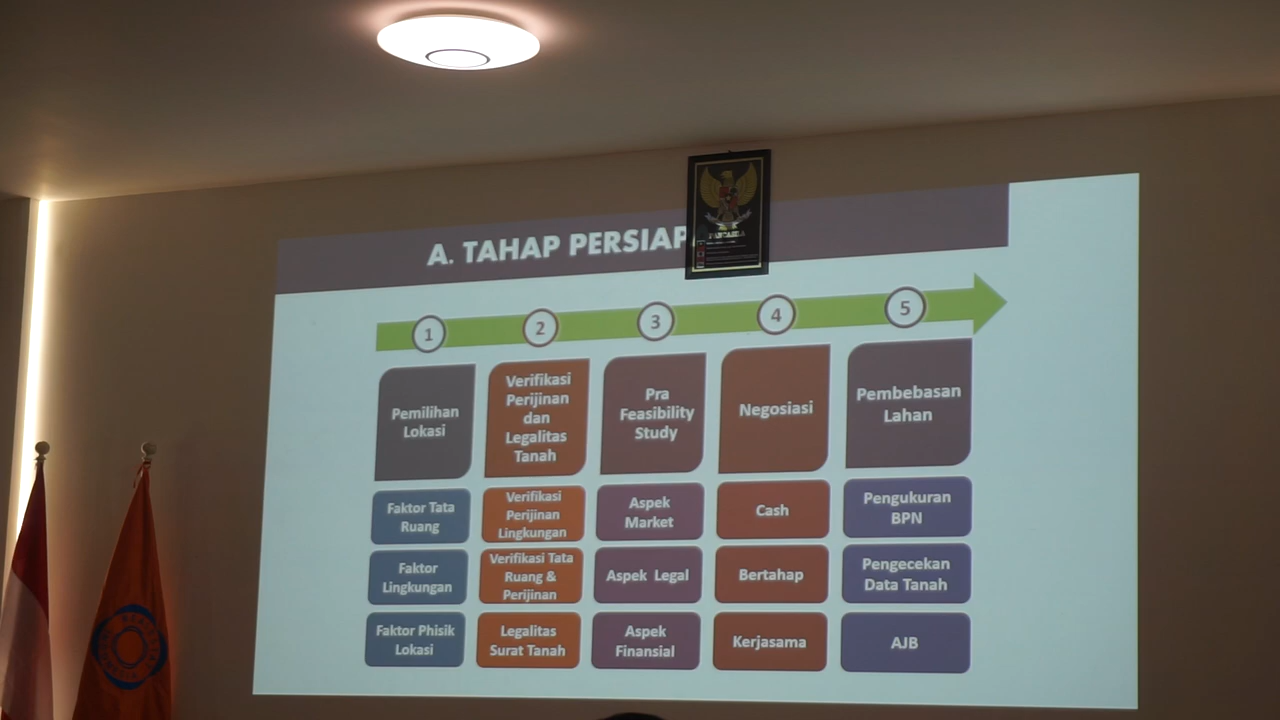 A. TAHAP PERSIAP
PANCASILA
1
2
3
4
5
Pemilihan
Lokasi
Verifikasi
Perijinan
dan
Legalitas
Tanah
Pra
Feasibility
Study
Negosiasi
Pembebasan
Lahan
Faktor Tata
Ruang
Verifikasi
Perijinan
Lingkungan
Aspek
Market
Cash
Pengukuran
BPN
Faktor
Lingkungan
Verifikasi Tata
Ruang &
Perijinan
Aspek Legal
Bertahap
Pengecekan
Data Tanah
Faktor Phisik
Lokasi
Legalitas
Surat Tanah
Aspek
Finansial
Kerjasama
AJB